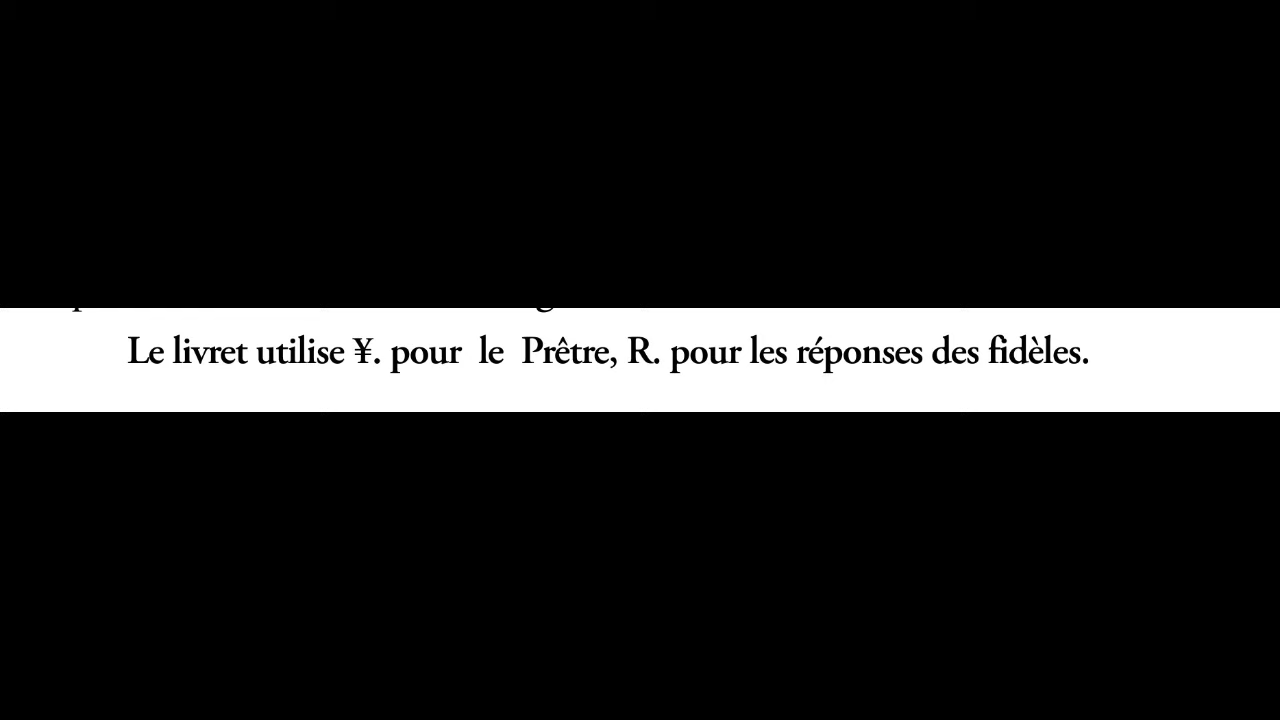 Le livret utilise ¥. pour le Prêtre, R. pour les réponses des fidèles.